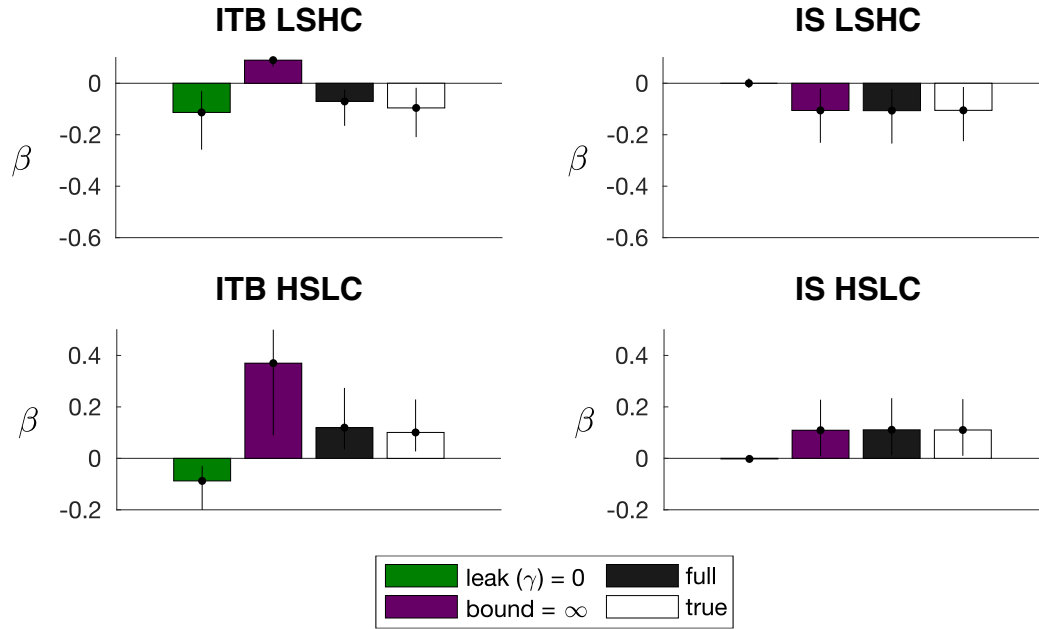 ITB LSHC
IS LSHC
0
-0.2
-0.4
-0.6
β
0
-0.2
-0.4
-0.6
β
ITB HSLC
IS HSLC
0.4
0.2
0
-0.2
β
0.4
0.2
0
-0.2
β
leak (γ) = 0
full
bound = ∞
true